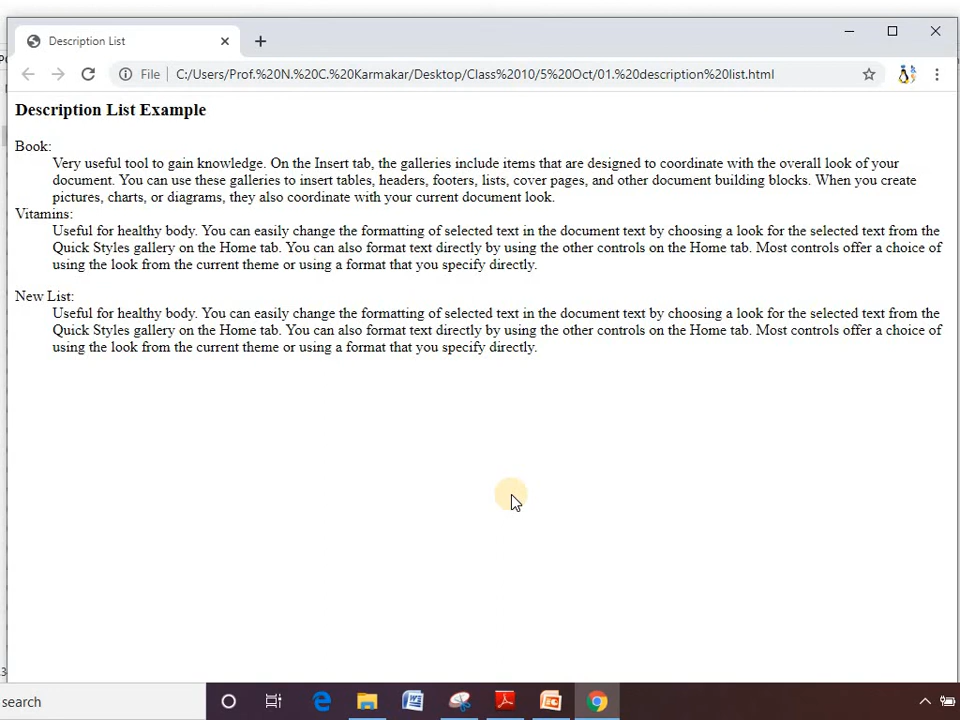 Description List
File
C:/Users/Prof.%20N.%20C.%20Karmakar/Desktop/Class%2010/5%20Oct/01.%20description%20list.html
Description List Example
Book:
Very useful tool to gain knowledge. On the Insert tab, the galleries include items that are designed to coordinate with the overall look of your
document. You can use these galleries to insert tables, headers, footers, lists, cover pages, and other document building blocks. When you create
pictures, charts, or diagrams, they also coordinate with your current document look.
Vitamins:
Useful for healthy body. You can easily change the formatting of selected text in the document text by choosing a look for the selected text from the
Quick Styles gallery on the Home tab. You can also format text directly by using the other controls on the Home tab. Most controls offer a choice of
using the look from the current theme or using a format that you specify directly.
New List:
Useful for healthy body. You can easily change the formatting of selected text in the document text by choosing a look for the selected text from the
Quick Styles gallery on the Home tab. You can also format text directly by using the other controls on the Home tab. Most controls offer a choice of
using the look from the current theme or using a format that you specify directly.
search